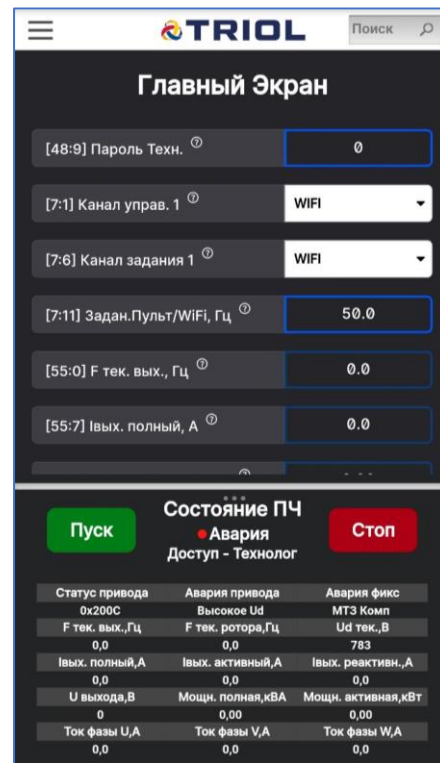 TRIOL
Поиск
Главный Экран
[48:9] Пароль Техн. ? 0
[7:1] Канал управ. 1 ? WIFI
[7:6] Канал задания 1 ? WIFI
[7:11] Задан.Пульт/WiFi, Гц ? 50.0
[55:0] F тек. вых., Гц ? 0.0
[55:7] Iвых. полный, А ? 0.0
Состояние ПЧ
Пуск Авария Стоп
Доступ - Технолог
Статус привода Авария привода Авария фикс
0x200C Высокое Ud МТЗ Комп
F тек. вых.,Гц F тек. ротора,Гц Ud тек.,В
0,0 0,0 783
Iвых. полный,А Iвых. активный,А Iвых. реактивн.,А
0,0 0,0 0,0
U выхода,В Мощн. полная,кВА Мощн. активная,кВт
0 0,00 0,00
Ток фазы U,А Ток фазы V,А Ток фазы W,А
0,0 0,0 0,0